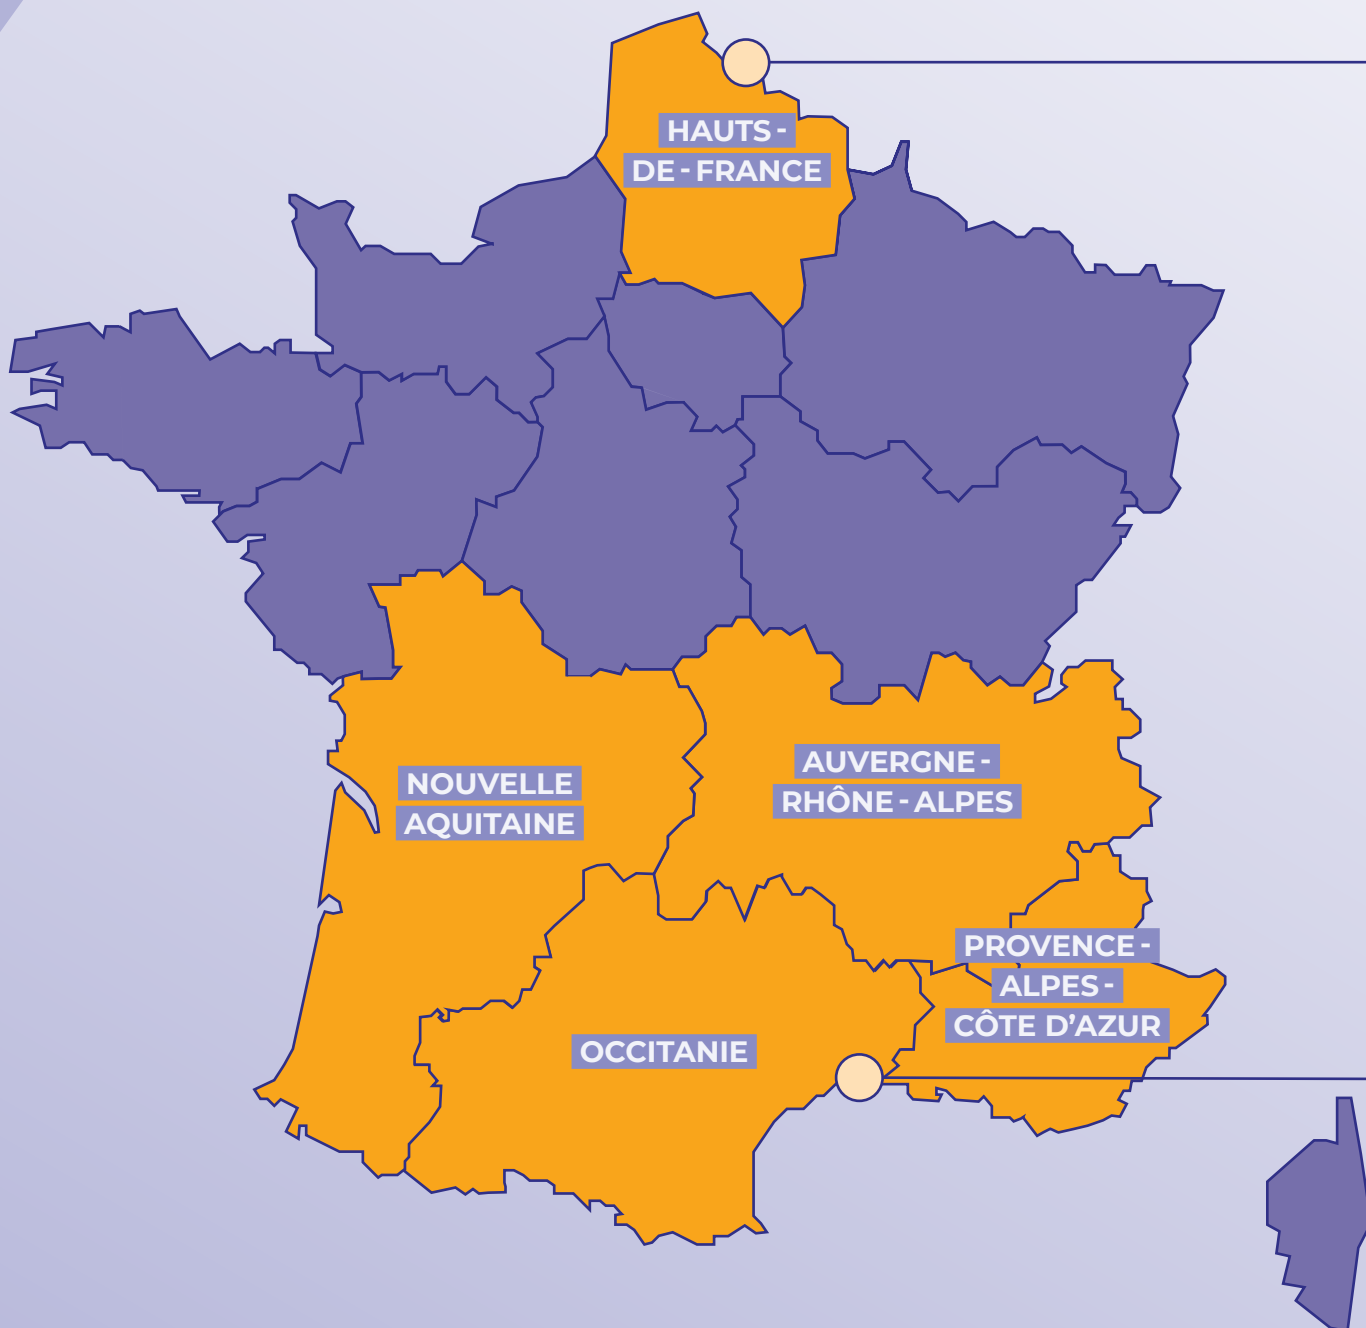 HAUTS-
DE-FRANCE
NOUVELLE
AQUITAINE
AUVERGNE-
RHÔNE-ALPES
PROVENCE-
ALPES-
CÔTE D’AZUR
OCCITANIE